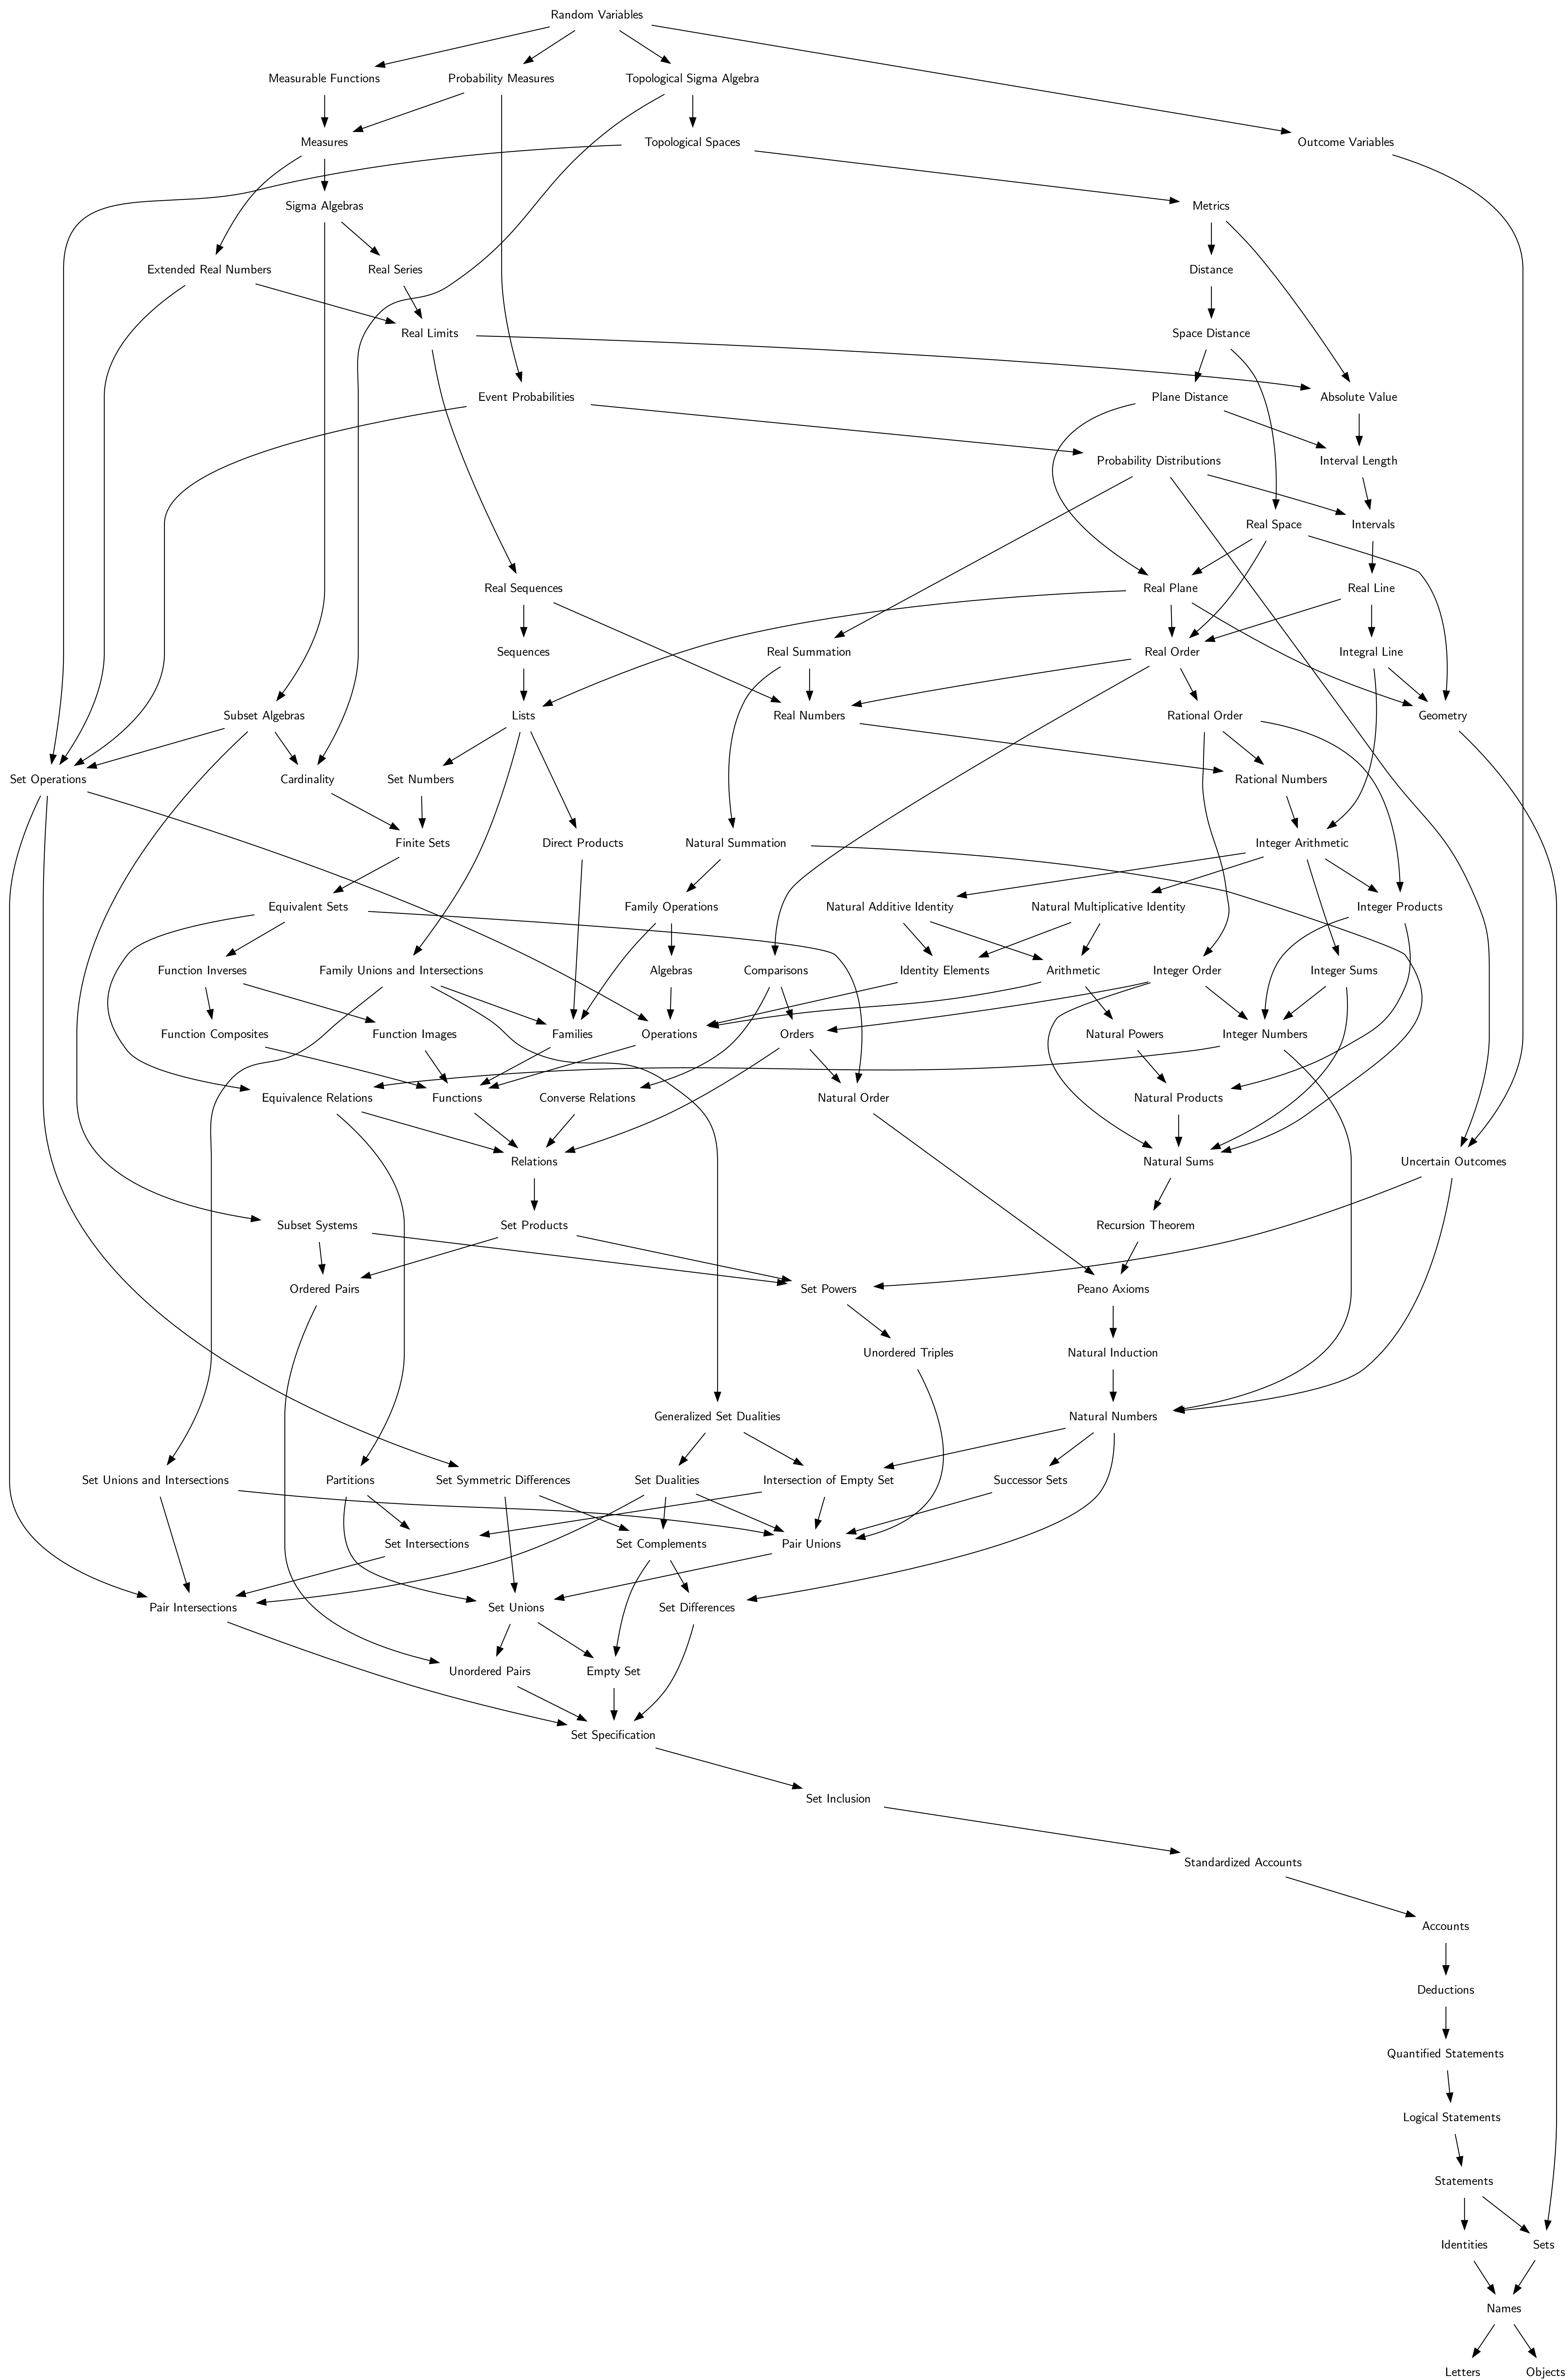 Random Variables
Measurable Functions
Probability Measures
Topological Sigma Algebra
Measures
Topological Spaces
Outcome Variables
Sigma Algebras
Metrics
Extended Real Numbers
Real Series
Distance
Real Limits
Space Distance
Event Probabilities
Plane Distance
Absolute Value
Probability Distributions
Interval Length
Real Space
Intervals
Real Sequences
Real Plane
Real Line
Sequences
Real Summation
Real Order
Integral Line
Subset Algebras
Lists
Real Numbers
Rational Order
Geometry
Set Operations
Cardinality
Set Numbers
Rational Numbers
Finite Sets
Direct Products
Natural Summation
Integer Arithmetic
Equivalent Sets
Family Operations
Natural Additive Identity
Natural Multiplicative Identity
Integer Products
Function Inverses
Family Unions and Intersections
Algebras
Comparisons
Identity Elements
Arithmetic
Integer Order
Integer Sums
Function Composites
Function Images
Families
Operations
Orders
Natural Powers
Integer Numbers
Equivalence Relations
Functions
Converse Relations
Natural Order
Natural Products
Relations
Natural Sums
Uncertain Outcomes
Subset Systems
Set Products
Recursion Theorem
Ordered Pairs
Set Powers
Peano Axioms
Unordered Triples
Natural Induction
Generalized Set Dualities
Natural Numbers
Set Unions and Intersections
Partitions
Set Symmetric Differences
Set Dualities
Intersection of Empty Set
Successor Sets
Set Intersections
Set Complements
Pair Unions
Pair Intersections
Set Unions
Set Differences
Unordered Pairs
Empty Set
Set Specification
Set Inclusion
Standardized Accounts
Accounts
Deductions
Quantified Statements
Logical Statements
Statements
Identities
Sets
Names
Letters
Objects